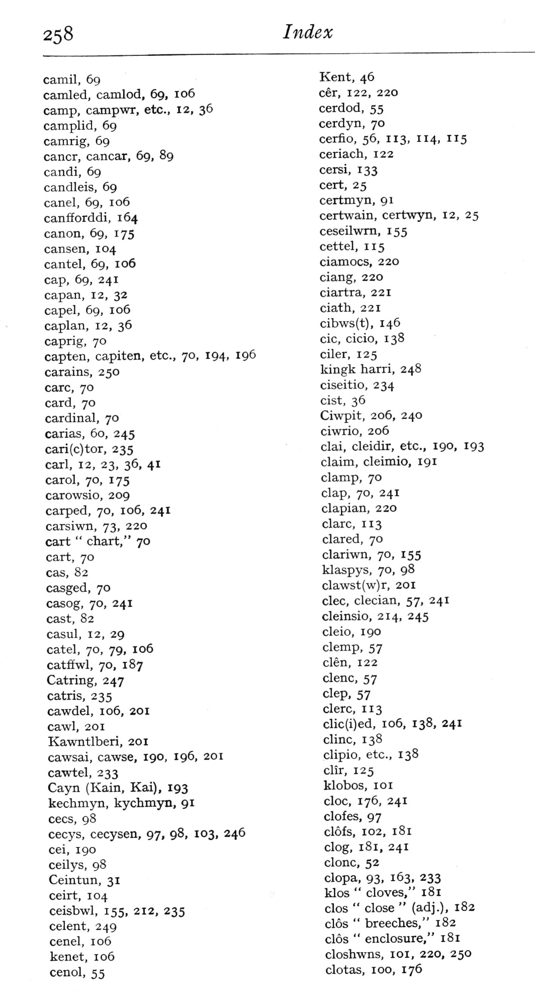 258
Index
camil, 69
camled, camlod, 69, 106
camp, campwr, etc., 12, 36
camplid, 69
camrig, 69
cancr, cancar, 69, 89
candi, 69
candleis, 69
canel, 69, 106
canfforddi, 164
canon, 69, 175
cansen, 104
cantel, 69, 106
cap, 69, 241
capan, 12, 32
capel, 69, 106
caplan, 12, 36
caprig, 70
capten, capiten, etc., 70, 194, 196
carains, 250
carc, 70
card, 70
cardinal, 70
carias, 60, 245
cari(c)tor, 235
carl, 12, 23, 36, 41
carol, 70, 175
carowsio, 209
carped, 70, 106, 241
carsiwn, 73, 220
cart “ chart,” 70
cart, 70
cas, 82
casged, 70
casog, 70, 241
cast, 82
casul, 12, 29
catel, 70, 79, 106
catffwl, 70, 187
Catring, 247
catris, 235
cawdel, 106, 201
cawl, 201
Kawntlberi, 201
cawsai, cawse, 190, 196, 201
cawtel, 233
Cayn (Kain, Kai), 193
kechmyn, kychmyn, 91
cecs, 98
cecys, cecysen, 97, 98, 103, 246
cei, 190
ceilys, 98
Ceintun, 31
ceirt, 104
ceisbwl, 155, 212, 235
celent, 249
cenel, 106
kenet, 106
cenol, 55
Kent, 46
cêr, 122, 220
cerdod, 55
cerdyn, 70
cerfio, 56, 113, 114, 115
ceriach, 122
cersi, 133
cert, 25
certmyn, 91
certwain, certwyn, 12, 25
ceseilwrn, 155
cettel, 115
ciamocs, 220
ciang, 220
ciartra, 221
ciath, 221
cibws(t), 146
cic, cicio, 138
ciler, 125
kingk harri, 248
ciseitio, 234
cist, 36
Ciwpit, 206, 240
ciwrio, 206
clai, cleidir, etc., 190, 193
claim, cleimio, 191
clamp, 70
clap, 70, 241
clapian, 220
clarc, 113
clared, 70
clariwn, 70, 155
klaspys, 70, 98
clawst(w)r, 201
clec, clecian, 57, 241
cleinsio, 214, 245
cleio, 190
clemp, 57
clên, 122
clenc, 57
clep, 57
clerc, 113
clic(i)ed, 106, 138, 241
clinc, 138
clipio, etc., 138
clîr, 125
klobos, 101
cloc, 176, 241
clofes, 97
clôfs, 102, 181
clog, 181, 241
clonc, 52
clopa, 93, 163, 233
klos “ cloves,” 181
clos “ close ” (adj.), 182
clôs “ breeches,” 182
clôs “ enclosure,” 181
closhwns, 101, 220, 250
clotas, 100, 176